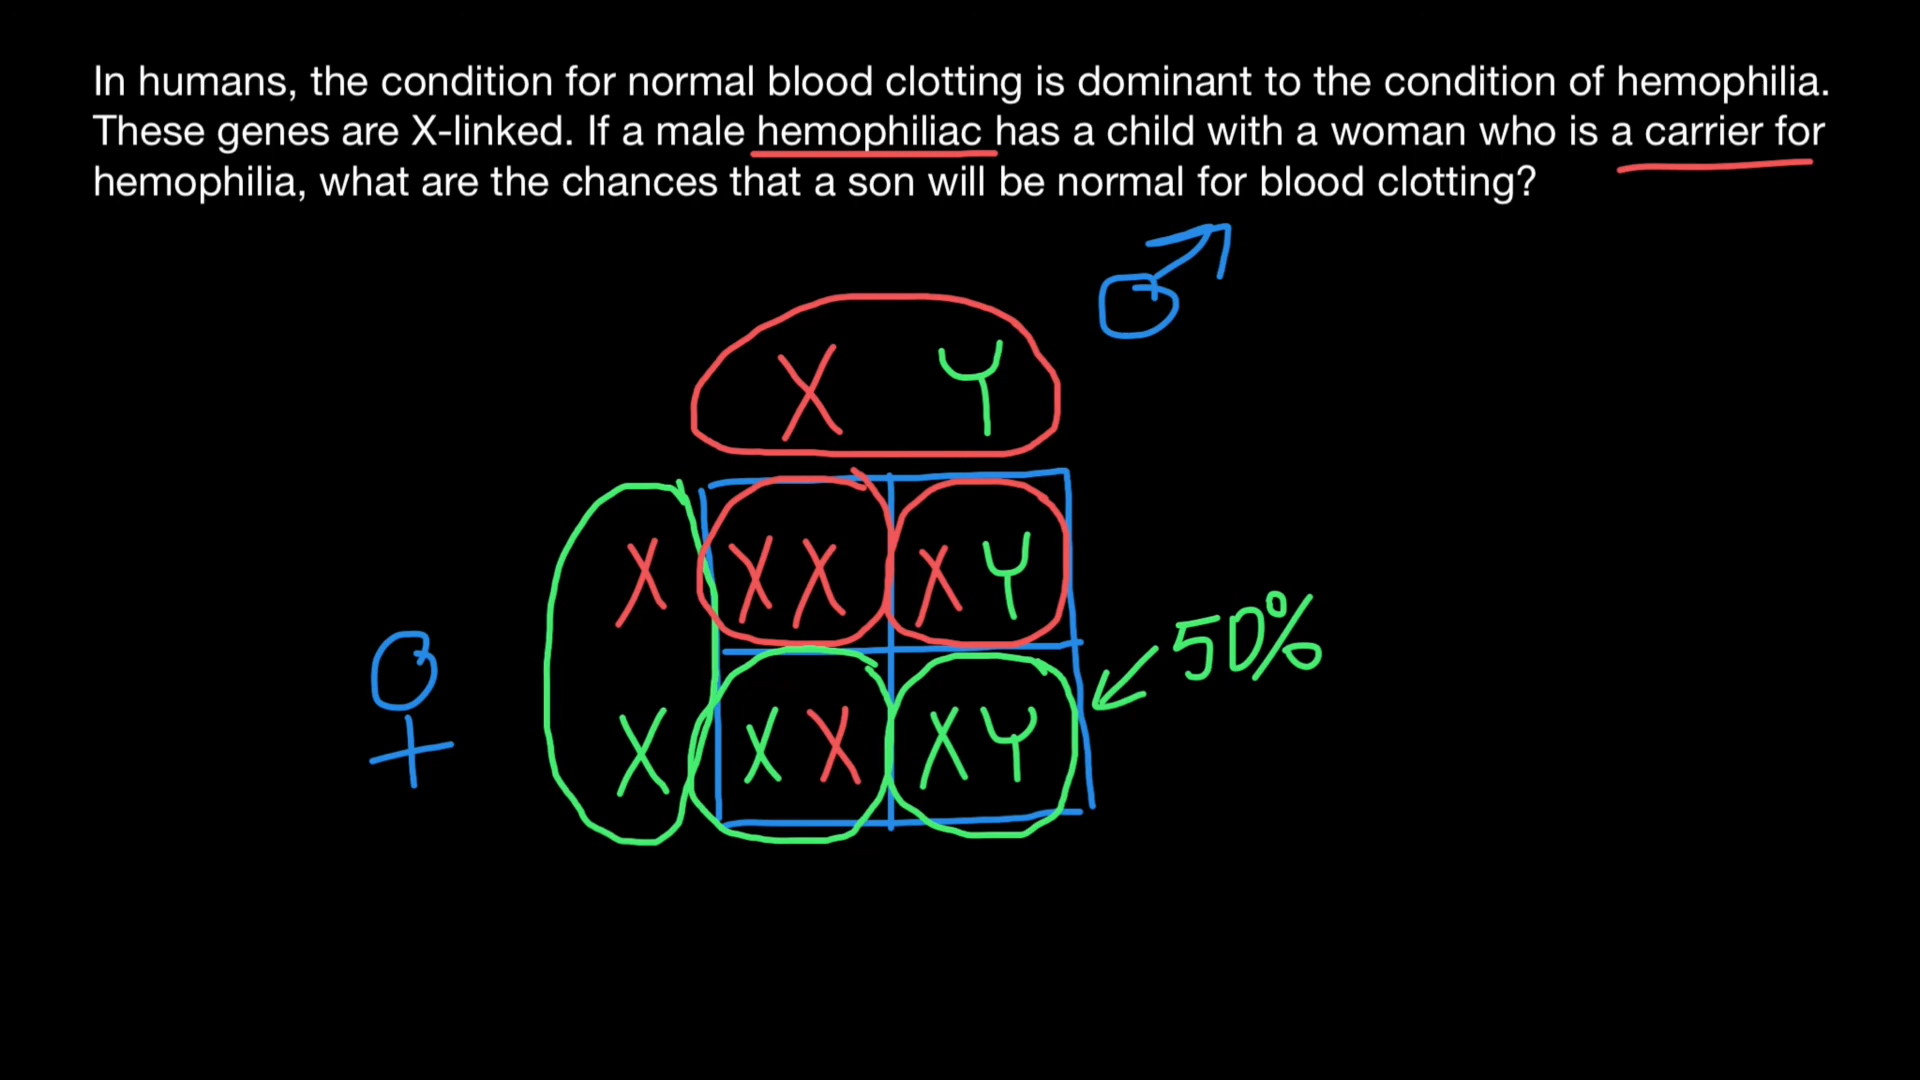 In humans, the condition for normal blood clotting is dominant to the condition of hemophilia.
These genes are X-linked. If a male hemophiliac has a child with a woman who is a carrier for
hemophilia, what are the chances that a son will be normal for blood clotting?
X Y
X XX XY
50%
X XX XY